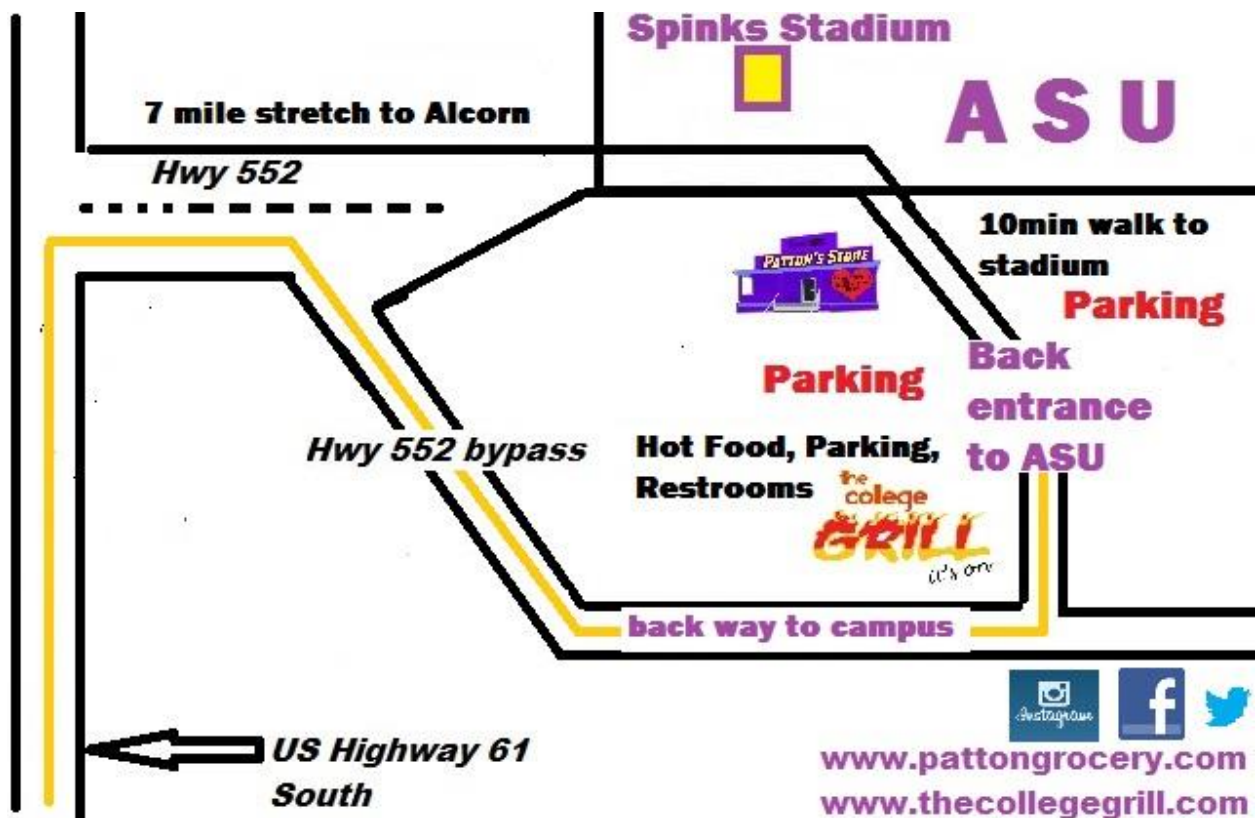 Spinks Stadium
A S U
7 mile stretch to Alcorn
Hwy 552
10min walk to
stadium
Parking
PATTON'S STORE
Back
entrance
to ASU
Parking
Hwy 552 bypass
Hot Food, Parking,
Restrooms
the
colege
GRILL
it's on
back way to campus
Instagram
f
US Highway 61
South
www.pattongrocery.com
www.thecollegegrill.com